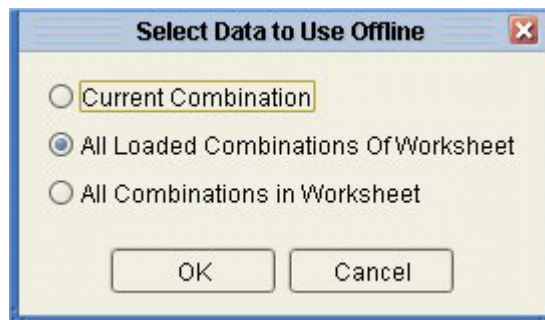 Select Data to Use Offline
Current Combination
All Loaded Combinations Of Worksheet
All Combinations in Worksheet
OK Cancel